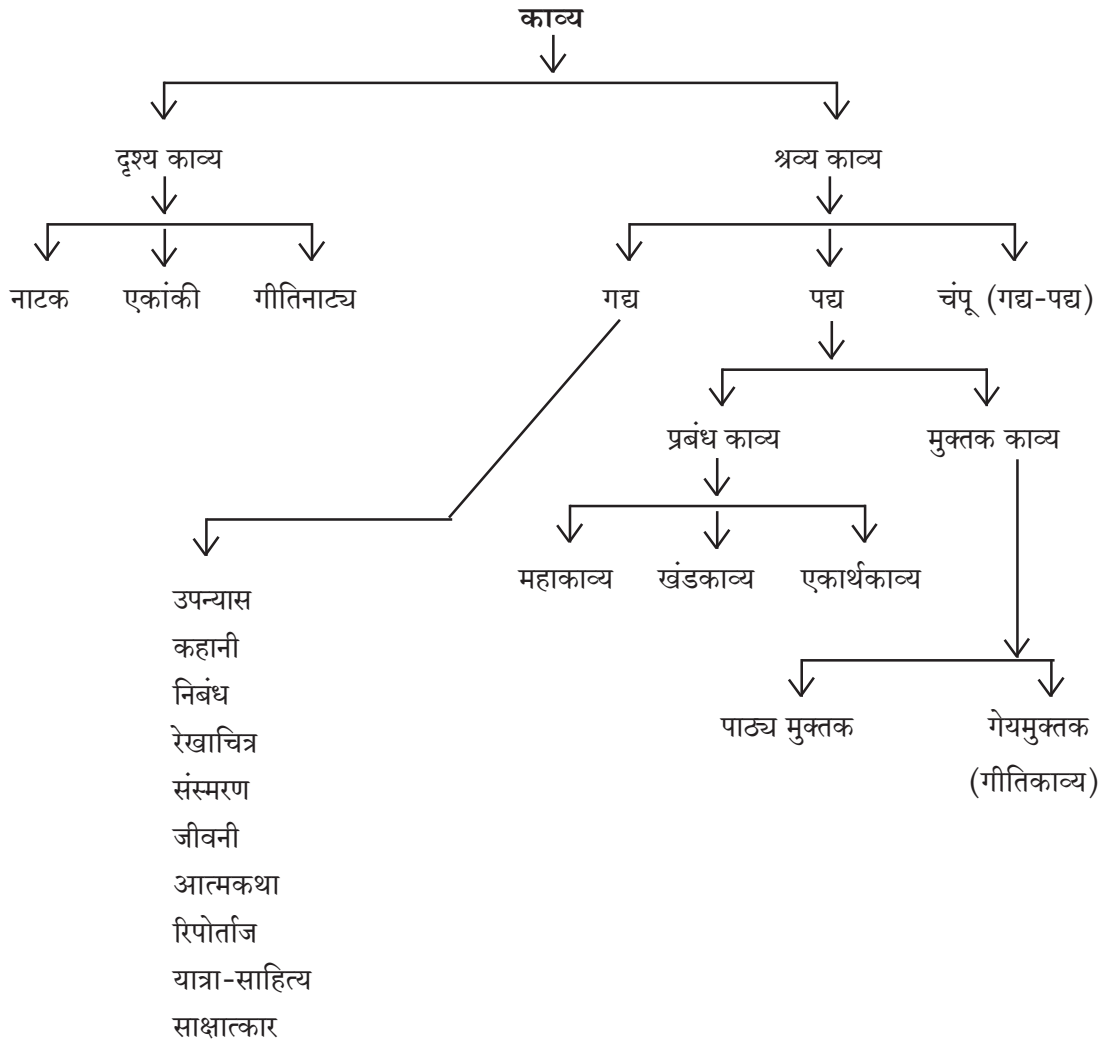 काव्य
दृश्य काव्य श्रव्य काव्य
नाटक एकांकी गीतिनाट्य गद्य पद्य चंपू (गद्य-पद्य)
प्रबंध काव्य मुक्तक काव्य
महाकाव्य खंडकाव्य एकार्थकाव्य
उपन्यास
कहानी
निबंध
पाठ्य मुक्तक गेयमुक्तक
रेखाचित्र
(गीतिकाव्य)
संस्मरण
जीवनी
आत्मकथा
रिपोर्ताज
यात्रा-साहित्य
साक्षात्कार